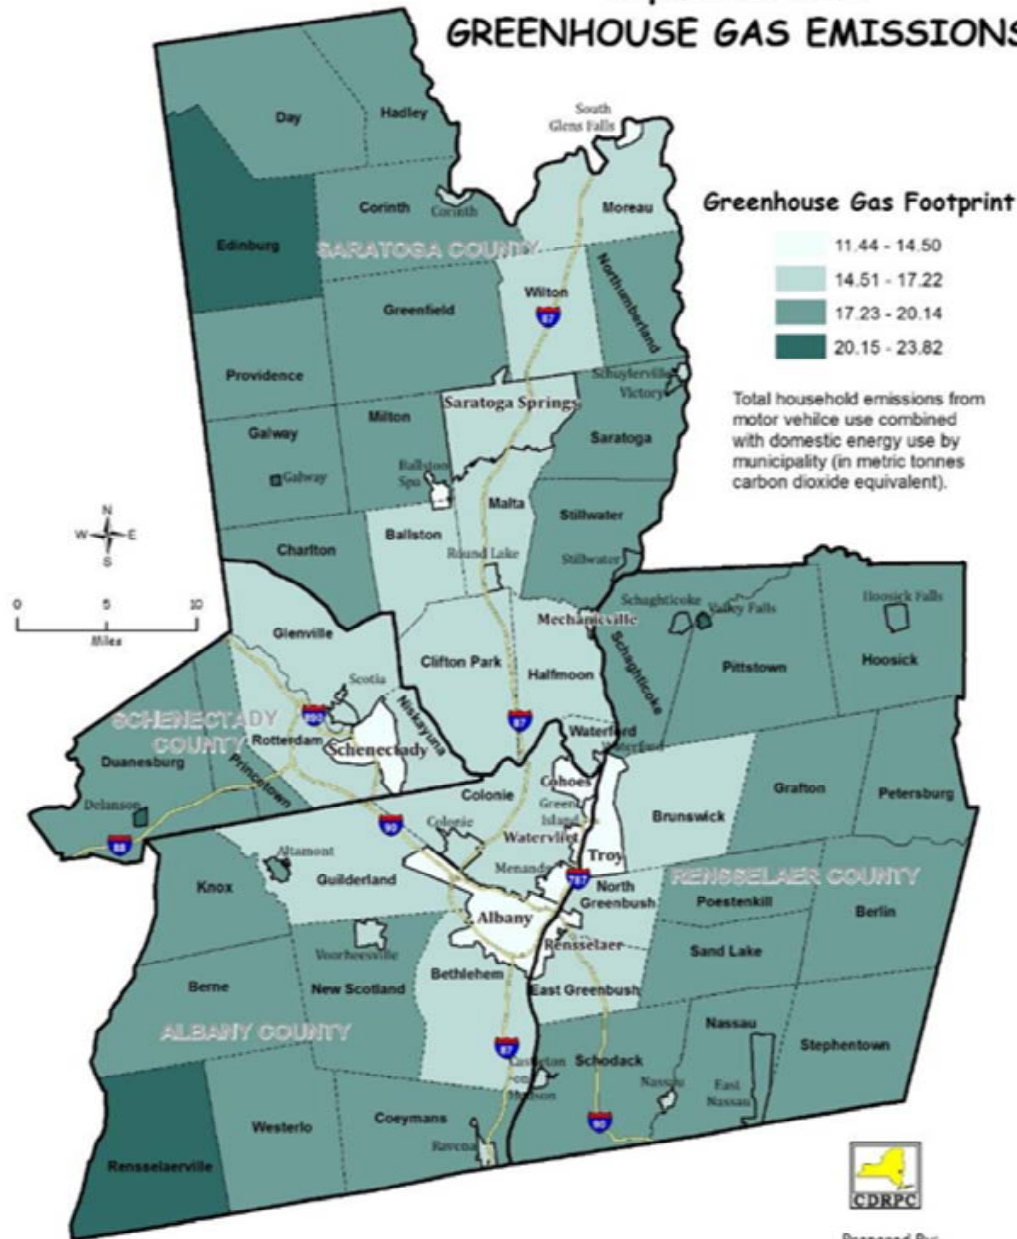 GREENHOUSE GAS EMISSIONS
South
Glens Falls
Day
Hadley
Moreau
Corinth
Corinth
Edinburg
SARATOGA COUNTY
Greenhouse Gas Footprint
11.44 - 14.50
14.51 - 17.22
17.23 - 20.14
20.15 - 23.82
Wilton
Northumberland
Greenfield
87
Providence
Schuylerville
Victory
Saratoga Springs
Total household emissions from
motor vehilce use combined
with domestic energy use by
municipality (in metric tonnes
carbon dioxide equivalent).
Milton
Galway
Saratoga
Galway
Ballston
Spa
Malta
Stillwater
N
W E
S
Ballston
Charlton
Round Lake
Stillwater
0 5 10
Miles
Schaghticoke
Valley Falls
Hoosick Falls
Mechanicville
Glenville
Clifton Park
Halfmoon
Schaghticoke
Pittstown
Hoosick
Scotia
Niskayuna
SCHENECTADY
COUNTY
890
87
Rotterdam
Schenectady
Waterford
Waterford
Duanesburg
Princetown
Cohoes
Colonie
Grafton
Petersburg
Delanson
Green
Island
Brunswick
88
90
Colonie
Watervliet
Troy
Altamont
Menands
787
Knox
Guilderland
North
Greenbush
RENSSELAER COUNTY
Poestenkill
Berlin
Albany
Rensselaer
Sand Lake
Voorheesville
Bethlehem
Berne
New Scotland
East Greenbush
ALBANY COUNTY
Nassau
Stephentown
87
Castleton
-on-
Hudson
Schodack
Nassau
East
Nassau
Coeymans
Westerlo
90
Ravena
Rensselaerville
CDRPC
Prepared By: